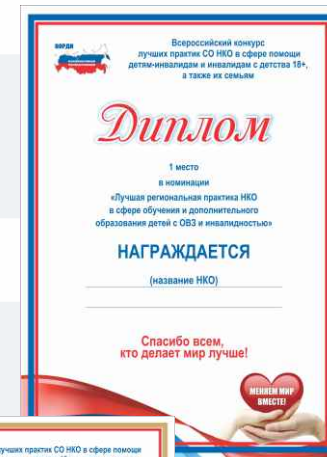 ВОРДИ
Всероссийский конкурс
лучших практик СО НКО в сфере помощи
детям-инвалидам и инвалидам с детства 18+,
а также их семьям
Диплом
1 место
в номинации
«Лучшая региональная практика НКО
в сфере обучения и дополнительного
образования детей с ОВЗ и инвалидностью»
НАГРАЖДАЕТСЯ
(название НКО)
Спасибо всем,
кто делает мир лучше!
МЕНЯЕМ МИР
ВМЕСТЕ!
лучших практик СО НКО в сфере помощи